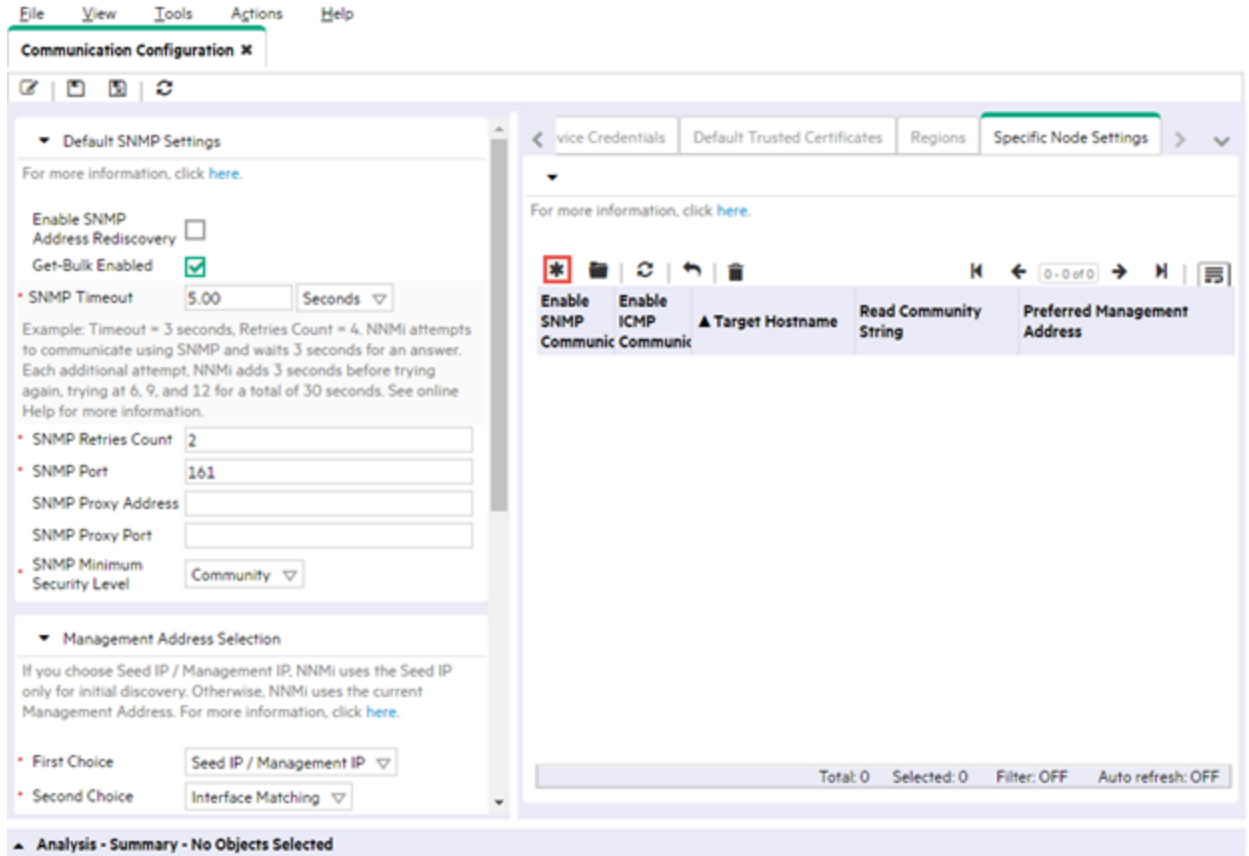 File View Tools Actions Help
Communication Configuration ✖
Default SNMP Settings
For more information, click here.
Enable SNMP
Address Rediscovery
Get-Bulk Enabled
* SNMP Timeout 5.00 Seconds
Example: Timeout = 3 seconds, Retries Count = 4. NNMi attempts
to communicate using SNMP and waits 3 seconds for an answer.
Each additional attempt, NNMi adds 3 seconds before trying
again, trying at 6, 9, and 12 for a total of 30 seconds. See online
Help for more information.
* SNMP Retries Count 2
* SNMP Port 161
SNMP Proxy Address
SNMP Proxy Port
* SNMP Minimum
Security Level Community
Management Address Selection
If you choose Seed IP / Management IP, NNMi uses the Seed IP
only for initial discovery. Otherwise, NNMi uses the current
Management Address. For more information, click here.
* First Choice Seed IP / Management IP
* Second Choice Interface Matching
vice Credentials Default Trusted Certificates Regions Specific Node Settings
For more information, click here.
0 - 0 of 0
Enable
SNMP
Communic
Enable
ICMP
Communic
▲ Target Hostname
Read Community
String
Preferred Management
Address
Total: 0 Selected: 0 Filter: OFF Auto refresh: OFF
Analysis - Summary - No Objects Selected